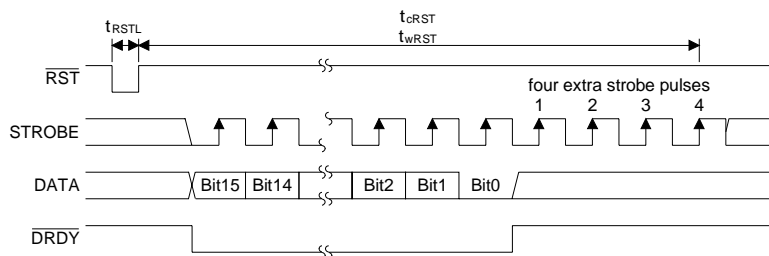 tRSTL
tcRST
twRST
RST
four extra strobe pulses
1 2 3 4
STROBE
DATA
Bit15 Bit14 Bit2 Bit1 Bit0
DRDY